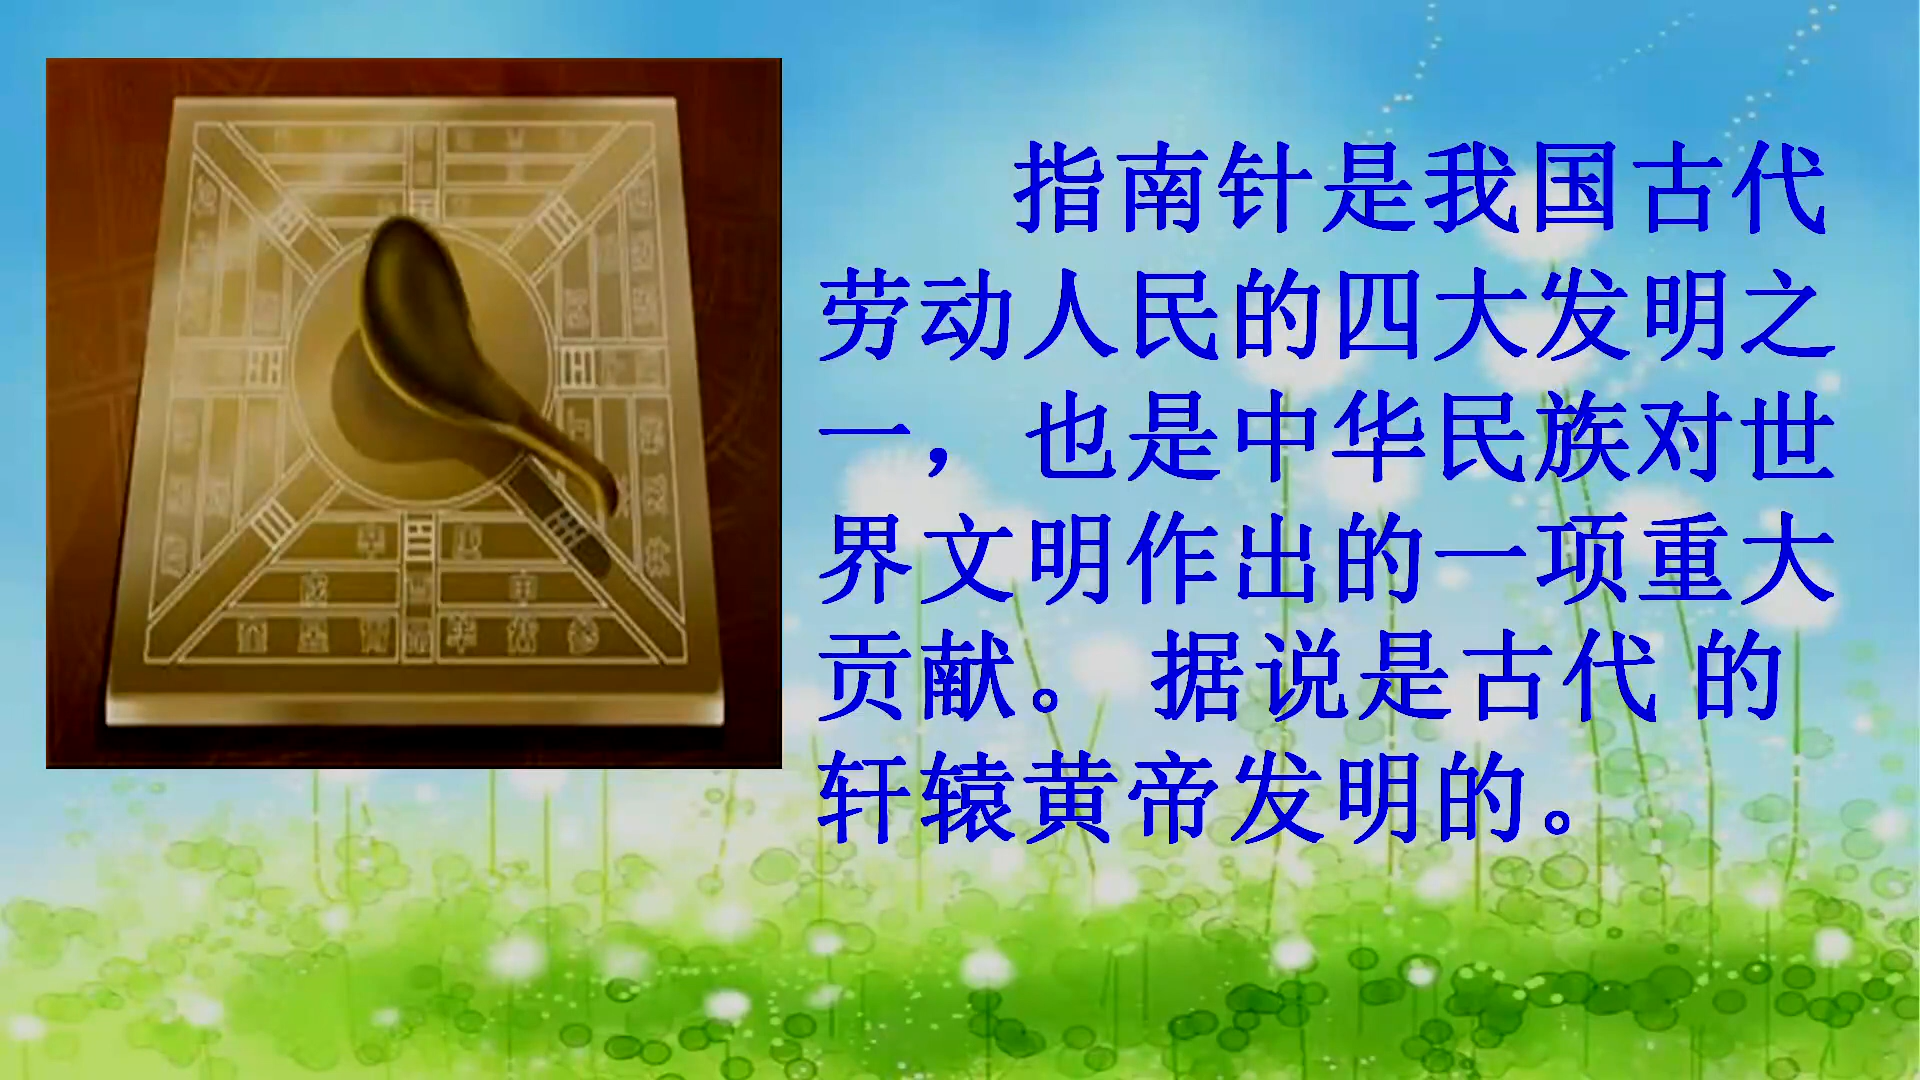 指南针是我国古代
劳动人民的四大发明之
一，也是中华民族对世
界文明作出的一项重大
贡献。据说是古代 的
轩辕黄帝发明的。